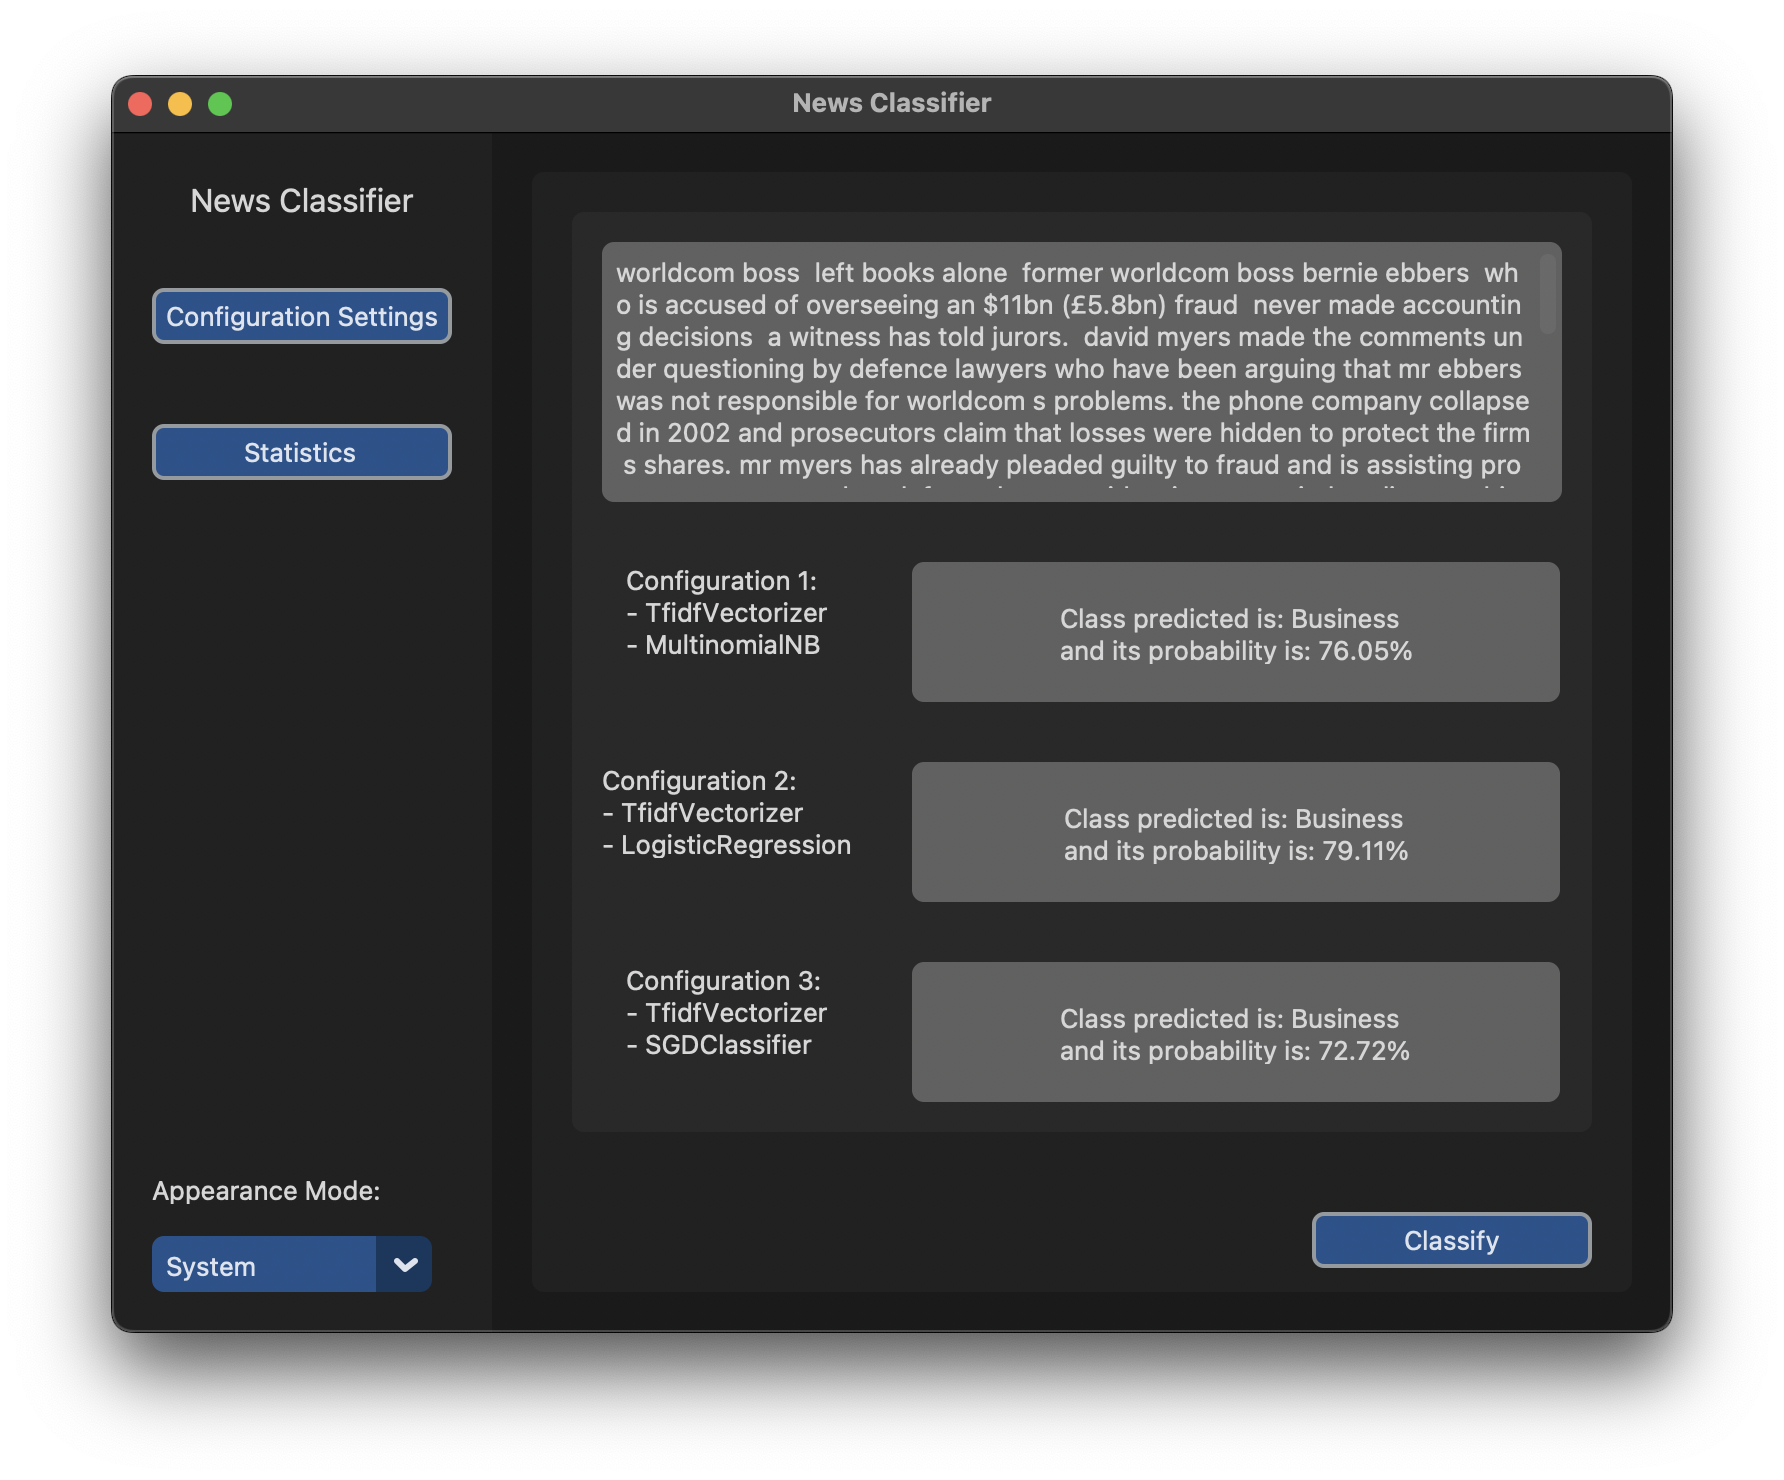 News Classifier
News Classifier
Configuration Settings
Statistics
Appearance Mode:
System
worldcom boss  left books alone  former worldcom boss bernie ebbers  wh
o is accused of overseeing an $11bn (£5.8bn) fraud  never made accountin
g decisions  a witness has told jurors.  david myers made the comments un
der questioning by defence lawyers who have been arguing that mr ebbers
was not responsible for worldcom s problems. the phone company collapse
d in 2002 and prosecutors claim that losses were hidden to protect the firm
s shares. mr myers has already pleaded guilty to fraud and is assisting pro
Configuration 1:
- TfidfVectorizer
- MultinomialNB
Class predicted is: Business
and its probability is: 76.05%
Configuration 2:
- TfidfVectorizer
- LogisticRegression
Class predicted is: Business
and its probability is: 79.11%
Configuration 3:
- TfidfVectorizer
- SGDClassifier
Class predicted is: Business
and its probability is: 72.72%
Classify